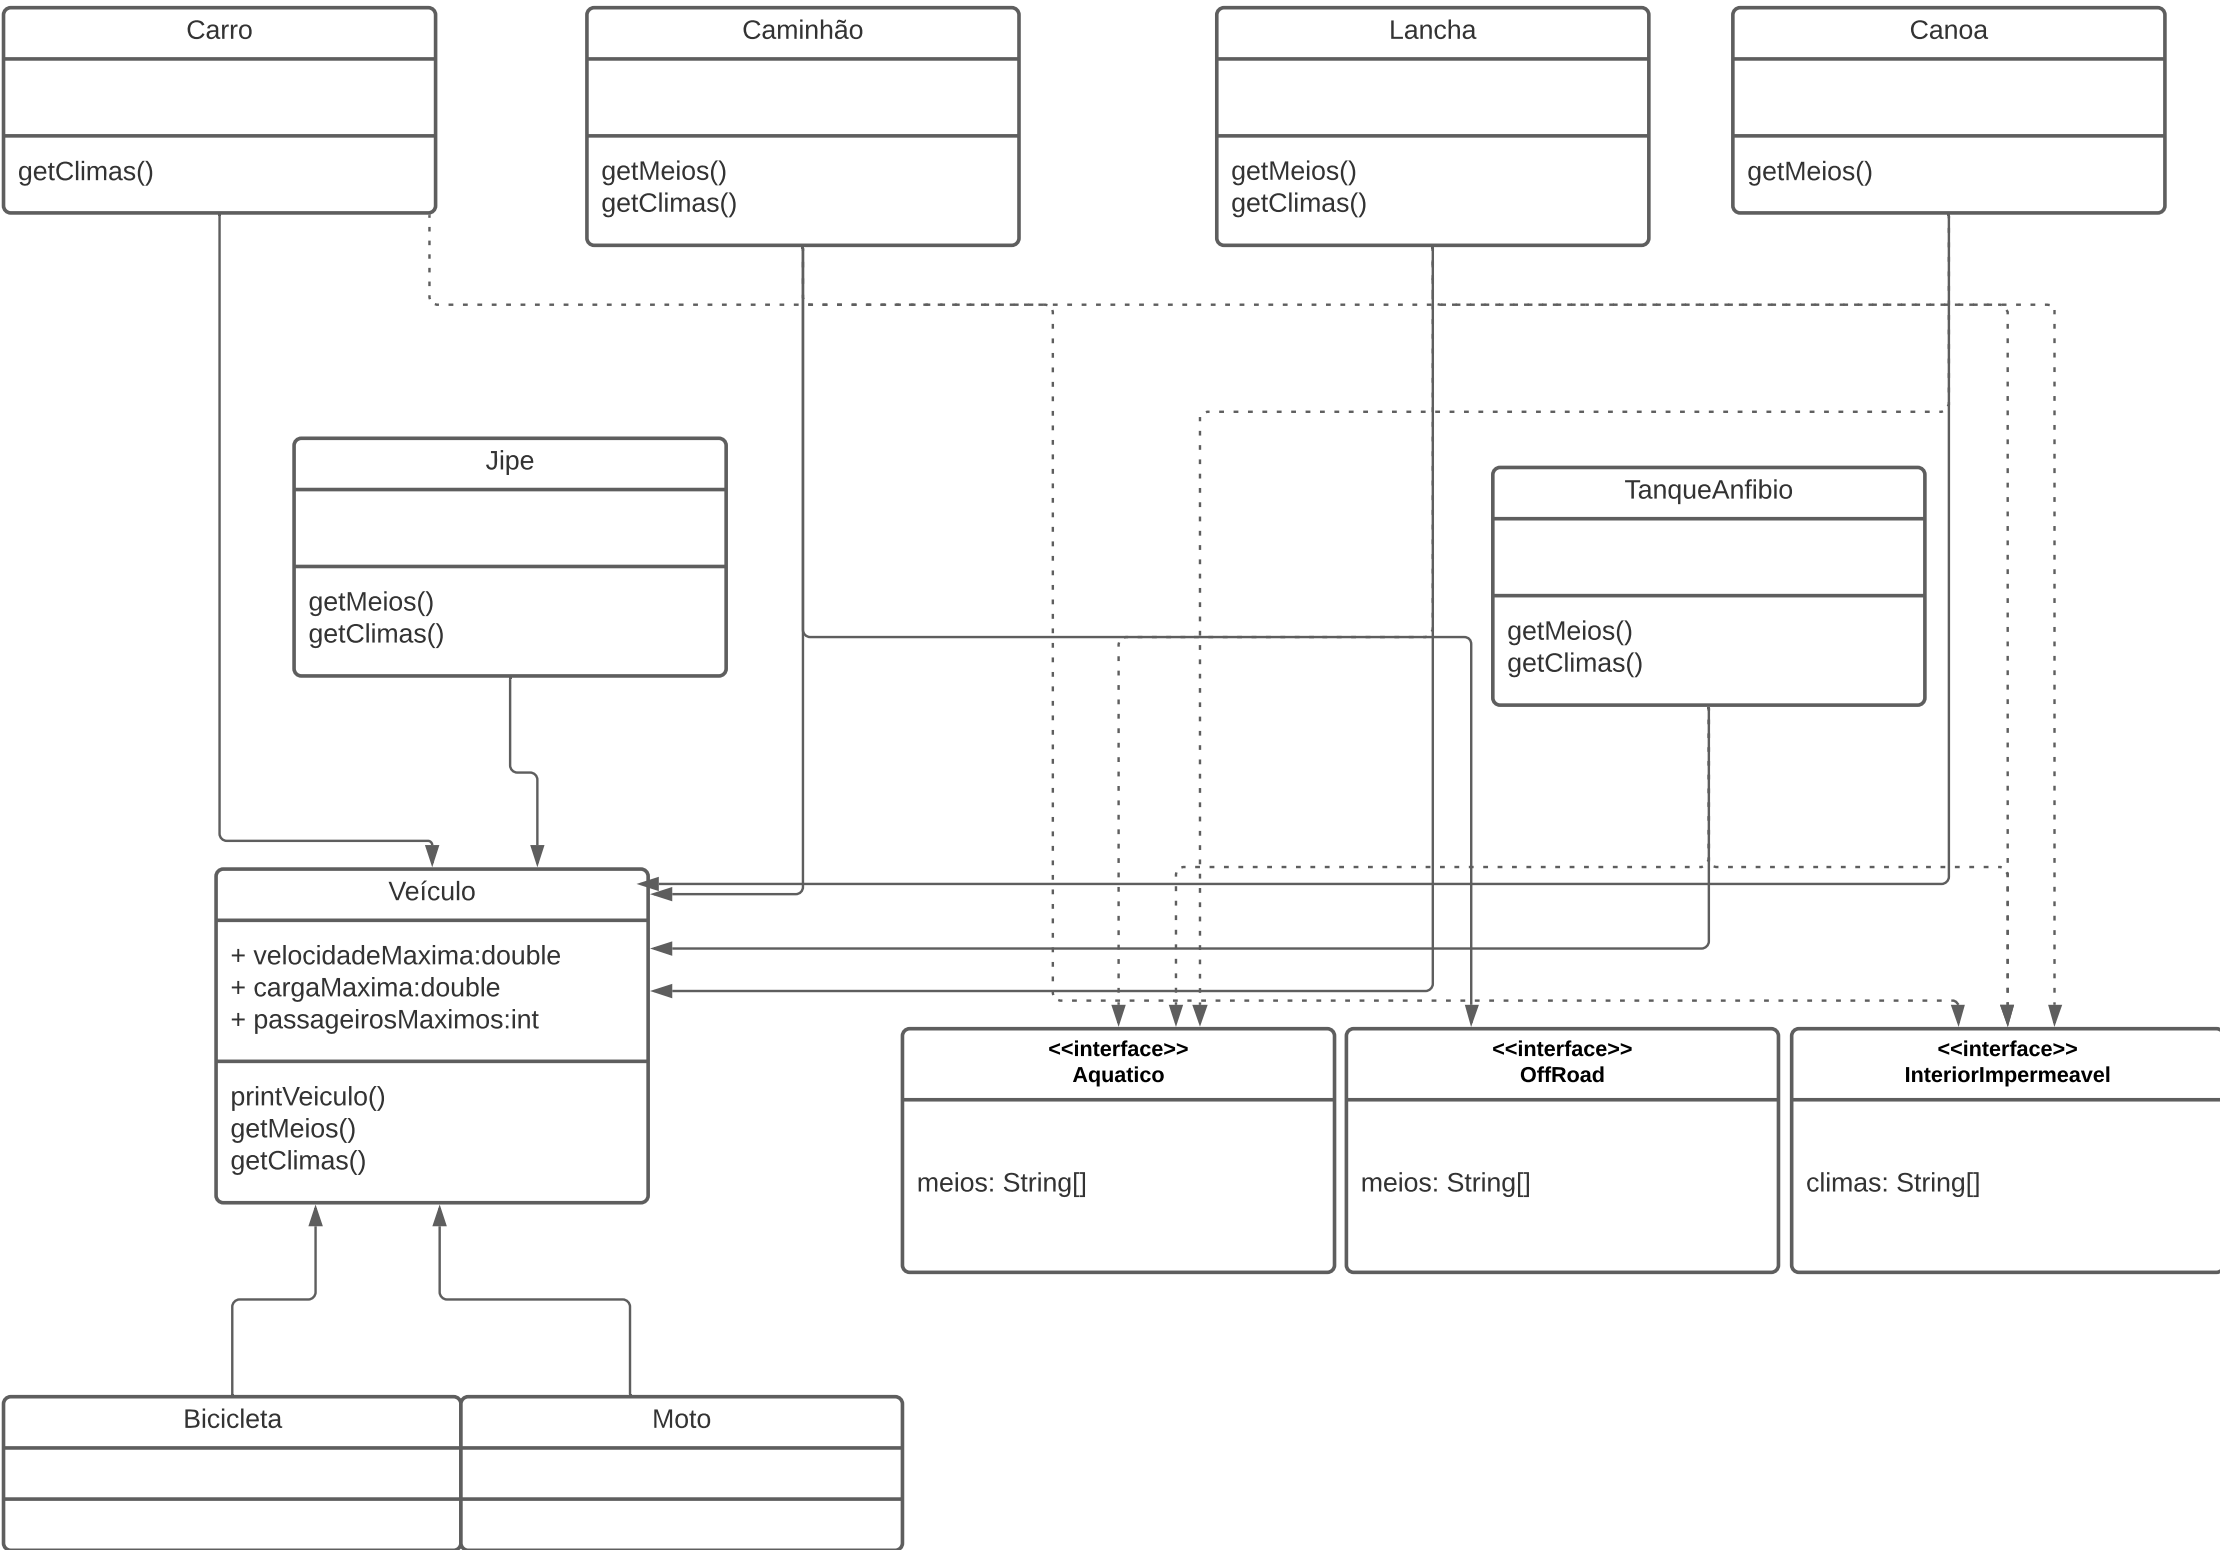 Carro
getClimas()
Caminhão
getMeios()
getClimas()
Lancha
getMeios()
getClimas()
Canoa
getMeios()
Jipe
getMeios()
getClimas()
TanqueAnfibio
getMeios()
getClimas()
Veículo
+ velocidadeMaxima:double
+ cargaMaxima:double
+ passageirosMaximos:int
printVeiculo()
getMeios()
getClimas()
<<interface>>
Aquatico
meios: String[]
<<interface>>
OffRoad
meios: String[]
<<interface>>
InteriorImpermeavel
climas: String[]
Bicicleta
Moto